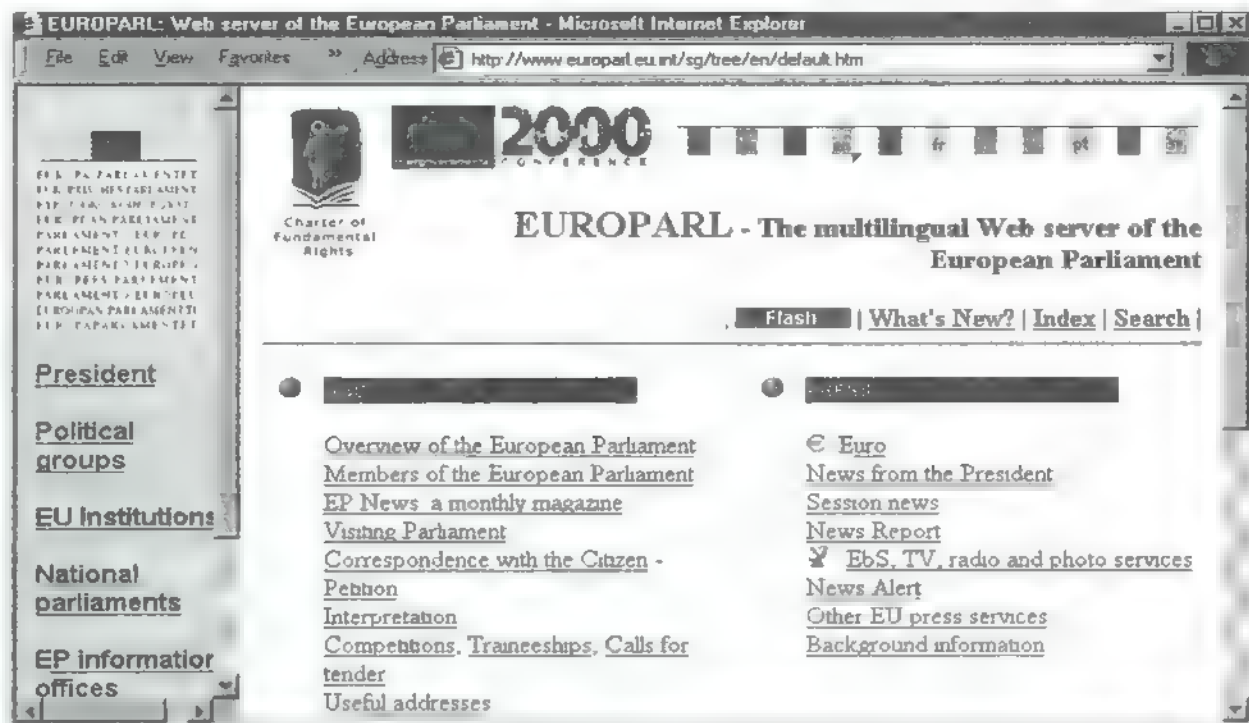 EUROPARL: Web server of the European Parliament - Microsoft Internet Explorer
File Edit View Favorites » Address http://www.europarl.eu.int/sg/tree/en/default.htm
2000
CONFERENCE
en fr pt sv
Charter of
Fundamental
Rights
EUROPARL - The multilingual Web server of the
European Parliament
Flash | What's New? | Index | Search |
President
Political
groups
EU Institutions
National
parliaments
EP information
offices
Overview of the European Parliament
Members of the European Parliament
EP News a monthly magazine
Visiting Parliament
Correspondence with the Citizen -
Petition
Interpretation
Competitions, Traineeships, Calls for
tender
Useful addresses
€ Euro
News from the President
Session news
News Report
EbS, TV, radio and photo services
News Alert
Other EU press services
Background information